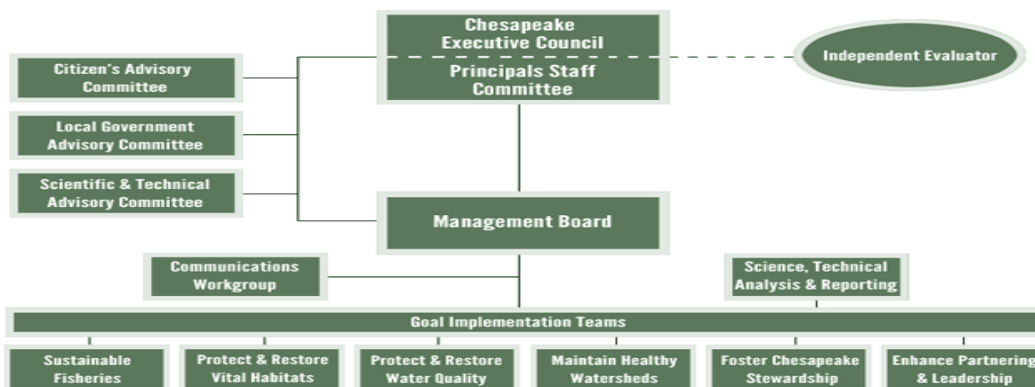 Chesapeake
Executive Council
Principals Staff
Committee
Independent Evaluator
Citizen's Advisory
Committee
Local Government
Advisory Committee
Scientific & Technical
Advisory Committee
Management Board
Communications
Workgroup
Science, Technical
Analysis & Reporting
Goal Implementation Teams
Sustainable
Fisheries
Protect & Restore
Vital Habitats
Protect & Restore
Water Quality
Maintain Healthy
Watersheds
Foster Chesapeake
Stewardship
Enhance Partnering
& Leadership